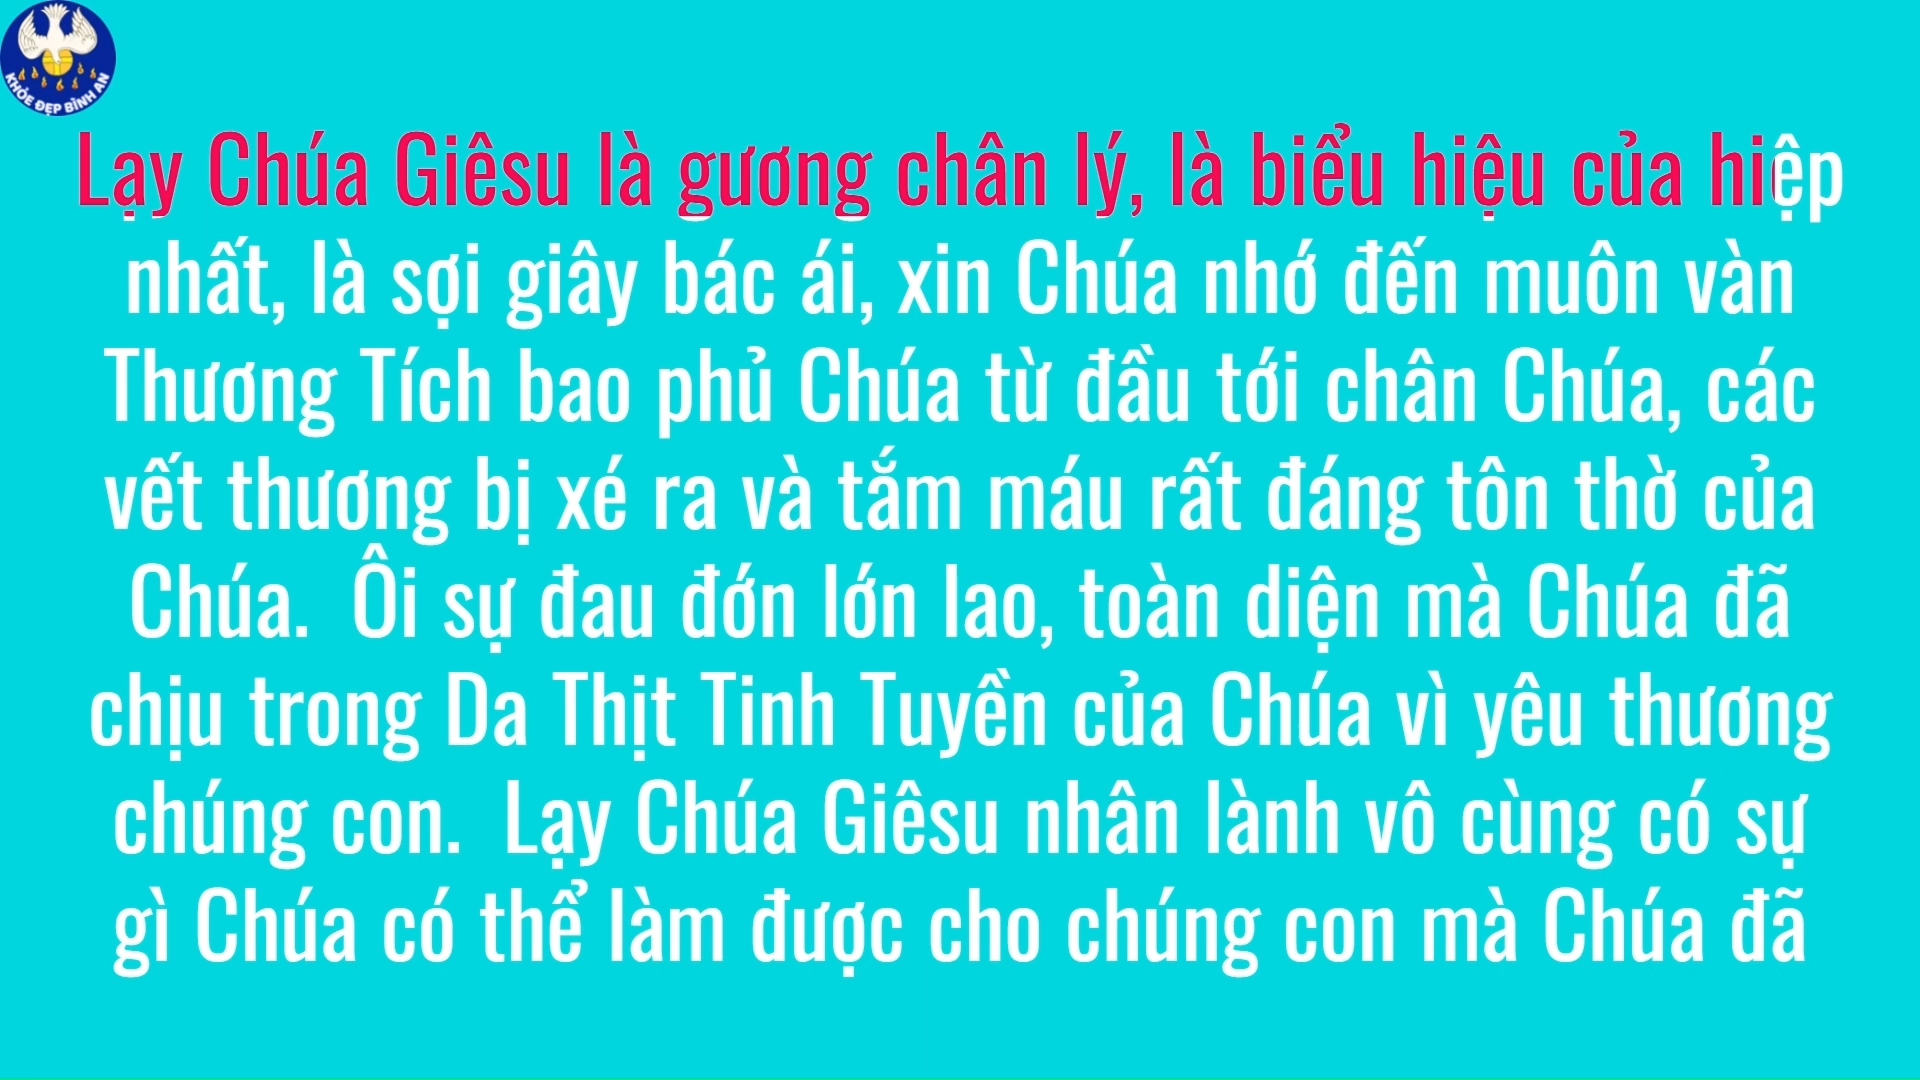 KHỎE ĐẸP BÌNH AN
Lạy Chúa Giêsu là gương chân lý, là biểu hiệu của hiệp
nhất, là sợi giây bác ái, xin Chúa nhớ đến muôn vàn
Thương Tích bao phủ Chúa từ đầu tới chân Chúa, các
vết thương bị xé ra và tắm máu rất đáng tôn thờ của
Chúa.  Ôi sự đau đớn lớn lao, toàn diện mà Chúa đã
chịu trong Da Thịt Tinh Tuyền của Chúa vì yêu thương
chúng con.  Lạy Chúa Giêsu nhân lành vô cùng có sự
gì Chúa có thể làm được cho chúng con mà Chúa đã